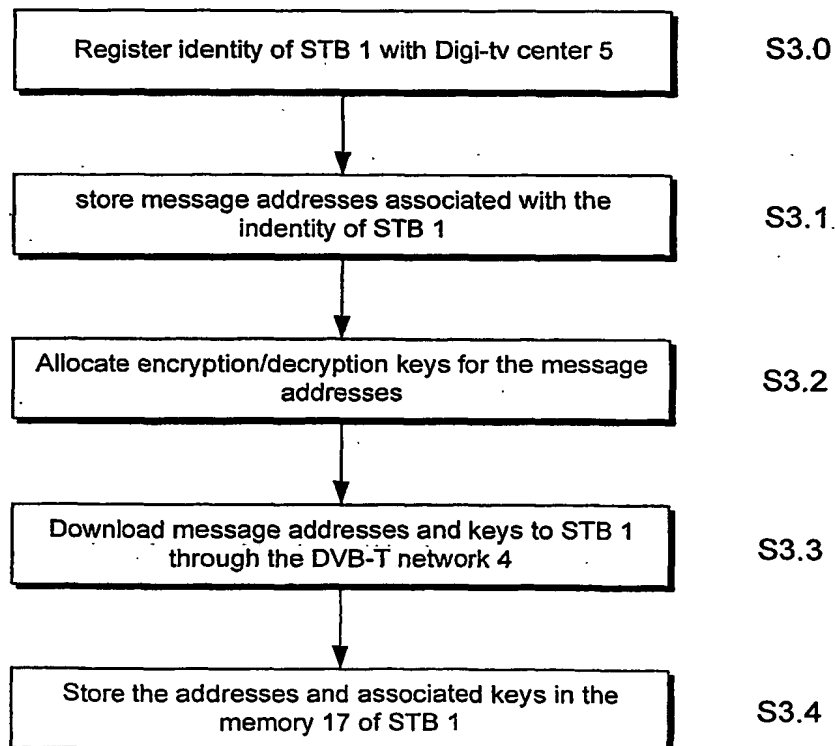 Register identity of STB 1 with Digi-tv center 5
S3.0
store message addresses associated with the
indentity of STB 1
S3.1
Allocate encryption/decryption keys for the message
addresses
S3.2
Download message addresses and keys to STB 1
through the DVB-T network 4
S3.3
Store the addresses and associated keys in the
memory 17 of STB 1
S3.4